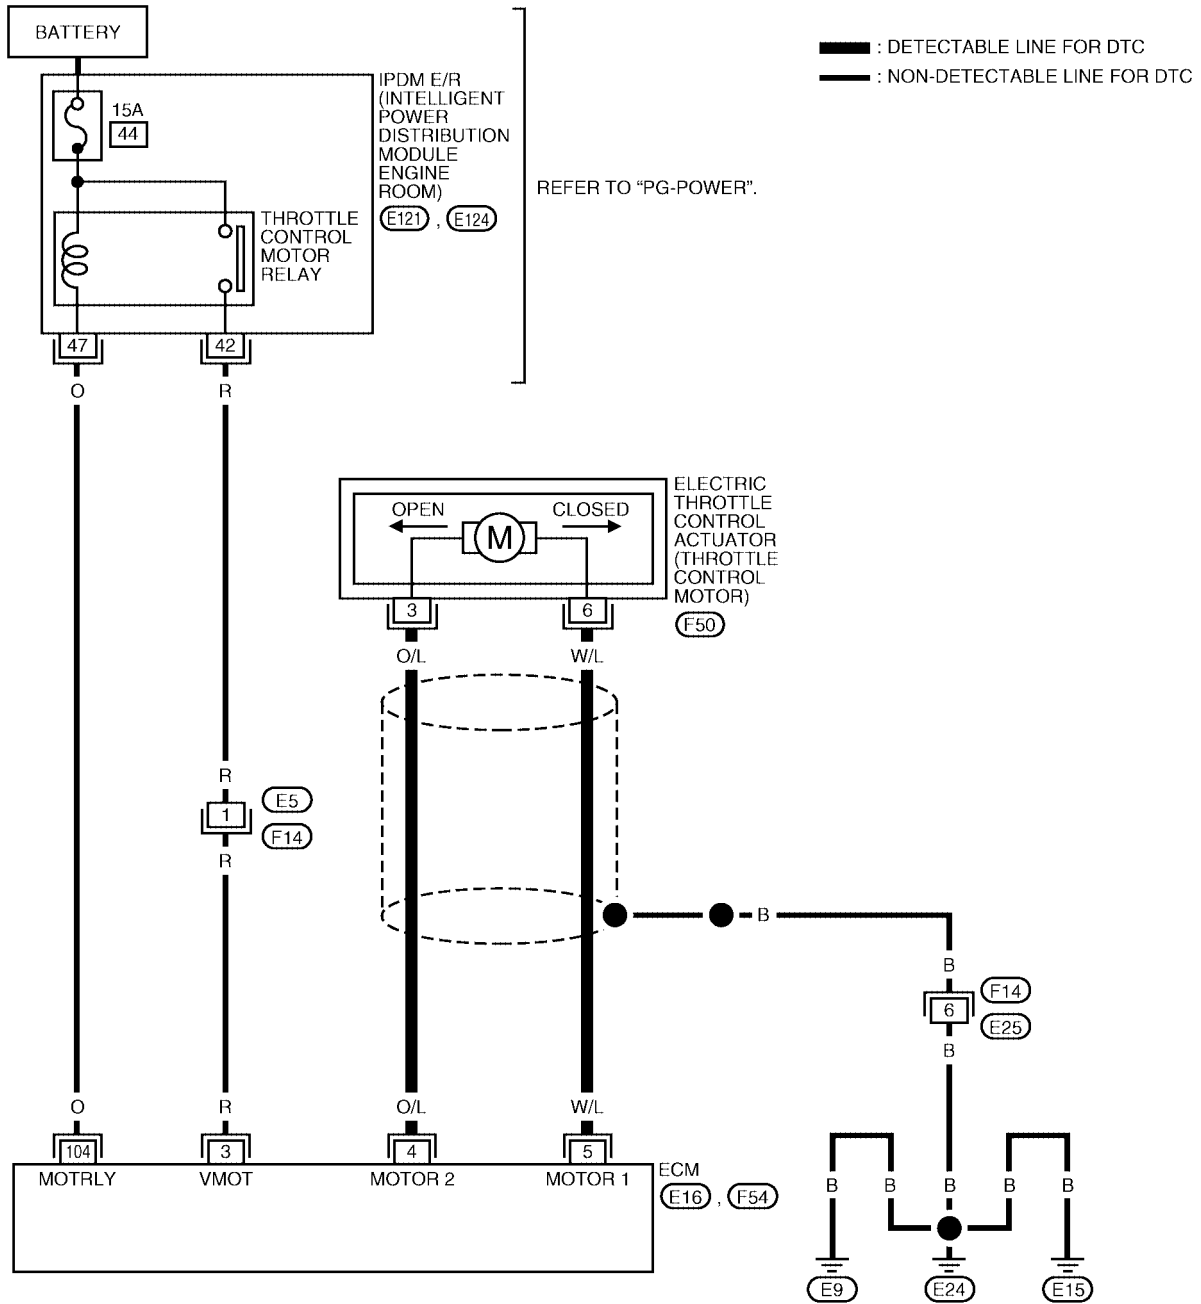 BATTERY
: DETECTABLE LINE FOR DTC
: NON-DETECTABLE LINE FOR DTC
15A
44
IPDM E/R
(INTELLIGENT
POWER
DISTRIBUTION
MODULE
ENGINE
ROOM)
E121 , E124
REFER TO “PG-POWER”.
THROTTLE
CONTROL
MOTOR
RELAY
47 42
O R
OPEN CLOSED
M
ELECTRIC
THROTTLE
CONTROL
ACTUATOR
(THROTTLE
CONTROL
MOTOR)
F50
3 6
O/L W/L
R
1
E5
F14
R
B
B
6
F14
E25
B
O R O/L W/L
104 3 4 5
MOTRLY VMOT MOTOR 2 MOTOR 1
ECM
E16 , F54
B B B B B
E9 E24 E15